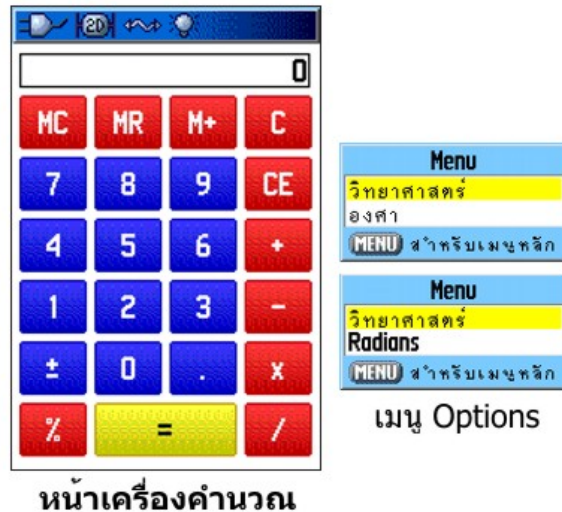 2D
0
MC MR M+ C
7 8 9 CE
4 5 6 +
1 2 3 -
± 0 . x
% = /
หน้าเครื่องคำนวณ
Menu
วิทยาศาสตร์
องศา
MENU สำหรับเมนูหลัก
Menu
วิทยาศาสตร์
Radians
MENU สำหรับเมนูหลัก
เมนู Options